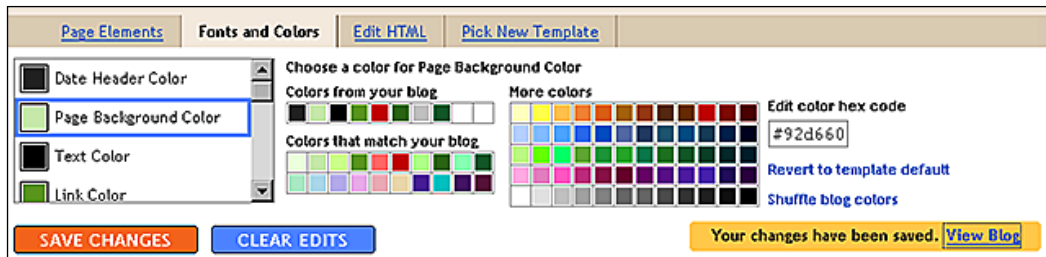 Page Elements Fonts and Colors Edit HTML Pick New Template
Date Header Color
Page Background Color
Text Color
Link Color
Choose a color for Page Background Color
Colors from your blog
Colors that match your blog
More colors
Edit color hex code
#92d660
Revert to template default
Shuffle blog colors
SAVE CHANGES CLEAR EDITS
Your changes have been saved. View Blog